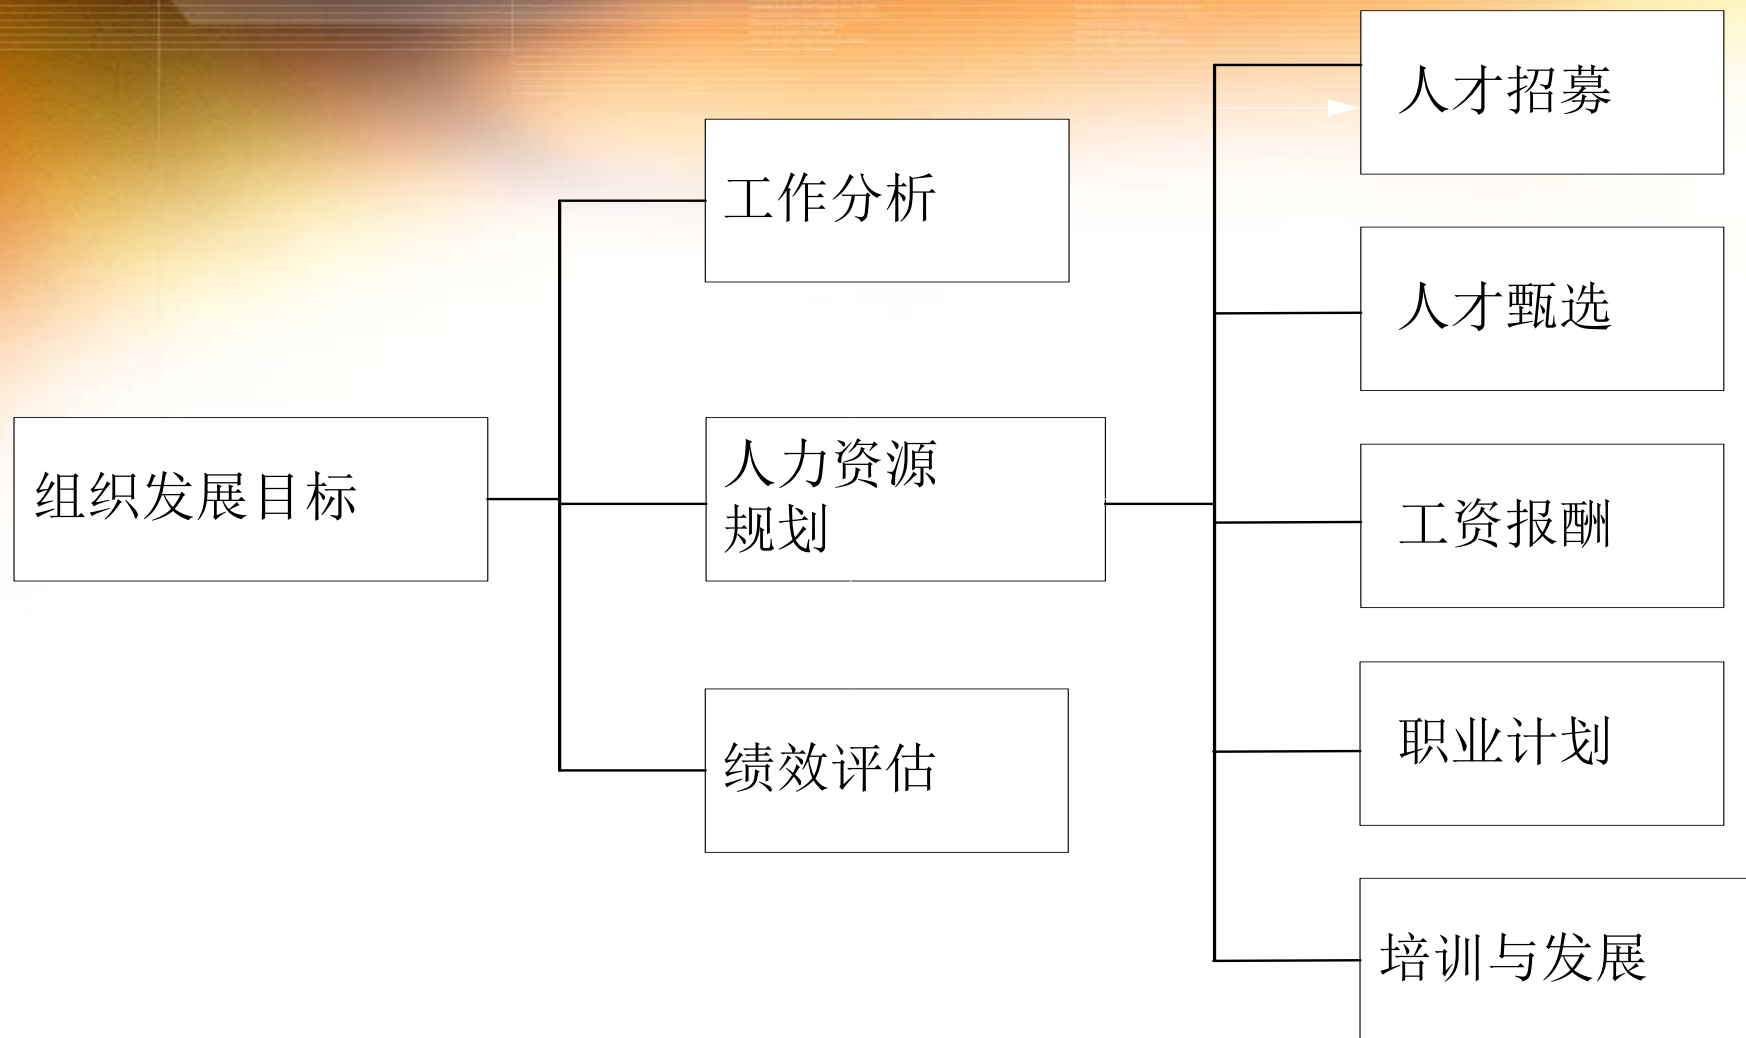 组织发展目标
工作分析
人力资源
规划
绩效评估
人才招募
人才甄选
工资报酬
职业计划
培训与发展